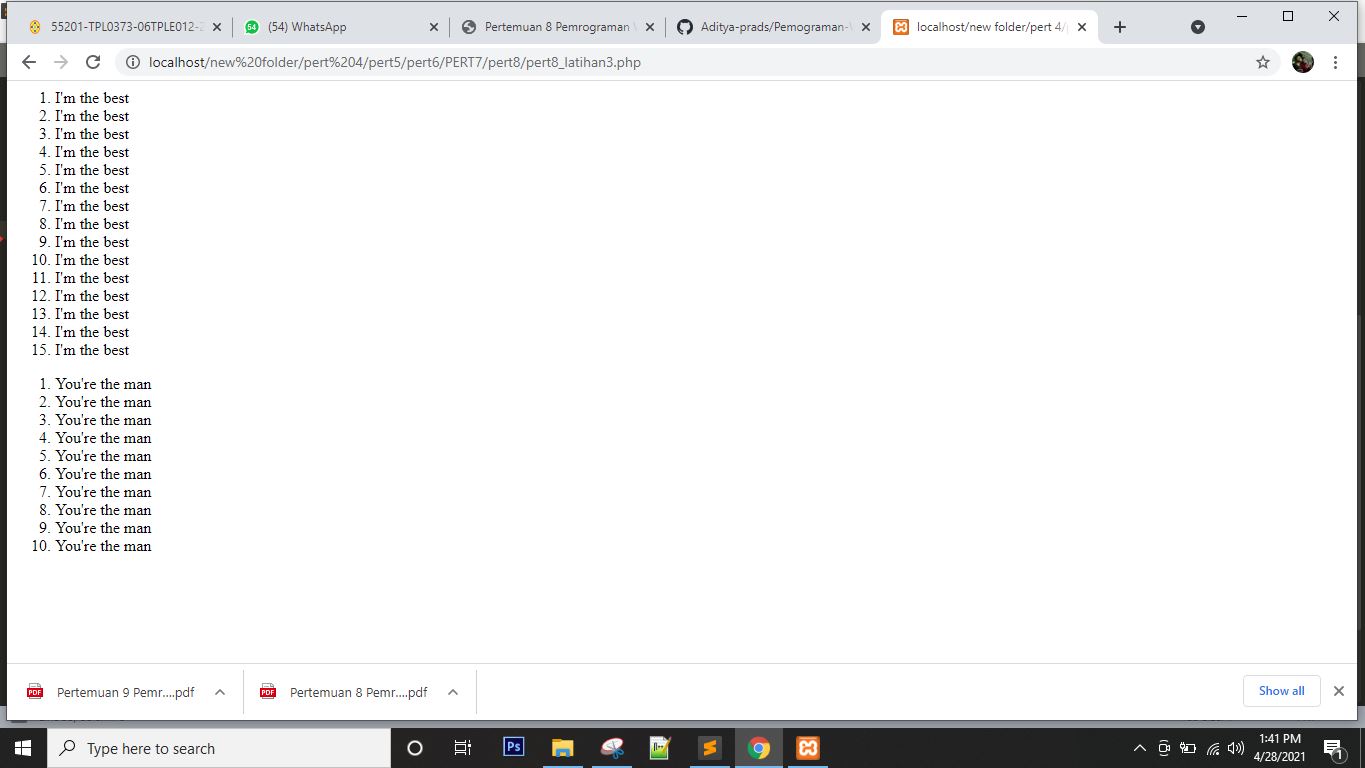 55201-TPL0373-06TPLE012-
(54) WhatsApp
Pertemuan 8 Pemrograman
Aditya-prads/Pemograman-
localhost/new folder/pert 4/
localhost/new%20folder/pert%204/pert5/pert6/PERT7/pert8/pert8_latihan3.php
1. I'm the best
2. I'm the best
3. I'm the best
4. I'm the best
5. I'm the best
6. I'm the best
7. I'm the best
8. I'm the best
9. I'm the best
10. I'm the best
11. I'm the best
12. I'm the best
13. I'm the best
14. I'm the best
15. I'm the best
1. You're the man
2. You're the man
3. You're the man
4. You're the man
5. You're the man
6. You're the man
7. You're the man
8. You're the man
9. You're the man
10. You're the man
PDF
Pertemuan 9 Pemr....pdf
PDF
Pertemuan 8 Pemr....pdf
Show all
Type here to search
Ps
1:41 PM
4/28/2021
1